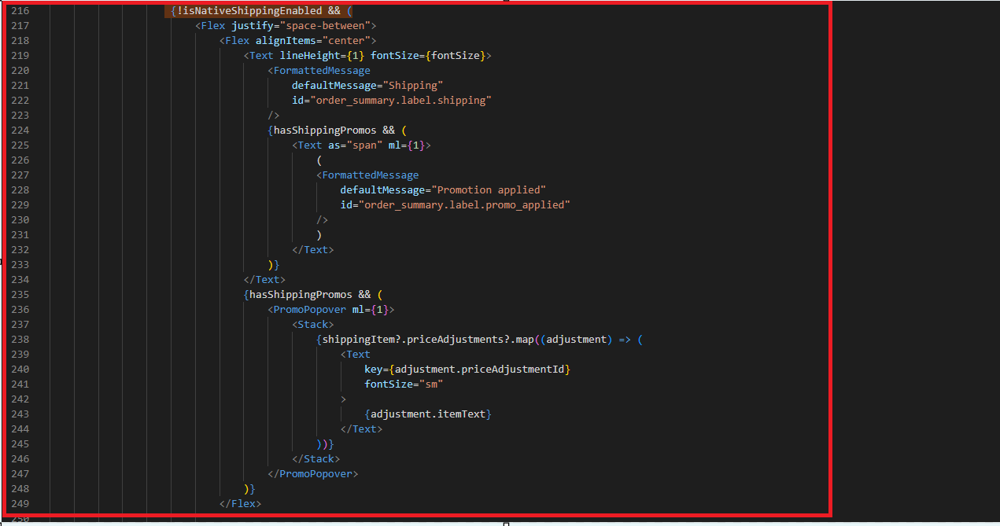 216 {!isNativeShippingEnabled && (
217 <Flex justify="space-between">
218 <Flex alignItems="center">
219 <Text lineHeight={1} fontSize={fontSize}>
220 <FormattedMessage
221 defaultMessage="Shipping"
222 id="order_summary.label.shipping"
223 />
224 {hasShippingPromos && (
225 <Text as="span" ml={1}>
226 (
227 <FormattedMessage
228 defaultMessage="Promotion applied"
229 id="order_summary.label.promo_applied"
230 />
231 )
232 </Text>
233 )}
234 </Text>
235 {hasShippingPromos && (
236 <PromoPopover ml={1}>
237 <Stack>
238 {shippingItem?.priceAdjustments?.map((adjustment) => (
239 <Text
240 key={adjustment.priceAdjustmentId}
241 fontSize="sm"
242 >
243 {adjustment.itemText}
244 </Text>
245 ))}
246 </Stack>
247 </PromoPopover>
248 )}
249 </Flex>
250